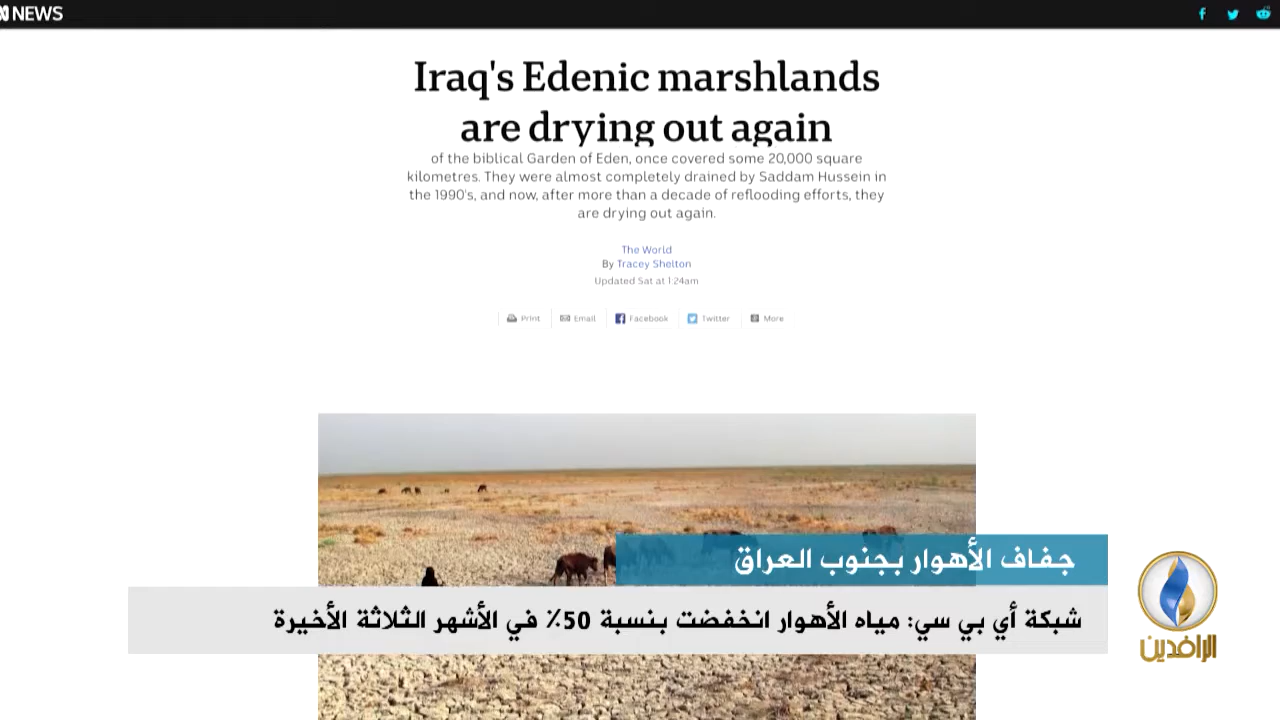 NEWS
Iraq's Edenic marshlands
are drying out again
of the biblical Garden of Eden, once covered some 20,000 square
kilometres. They were almost completely drained by Saddam Hussein in
the 1990's, and now, after more than a decade of reflooding efforts, they
are drying out again.
The World
By Tracey Shelton
Updated Sat at 1:24am
Print Email Facebook Twitter More
جفاف الأهوار بجنوب العراق
شبكة أي بي سي: مياه الأهوار انخفضت بنسبة 50٪ في الأشهر الثلاثة الأخيرة
الرافدين